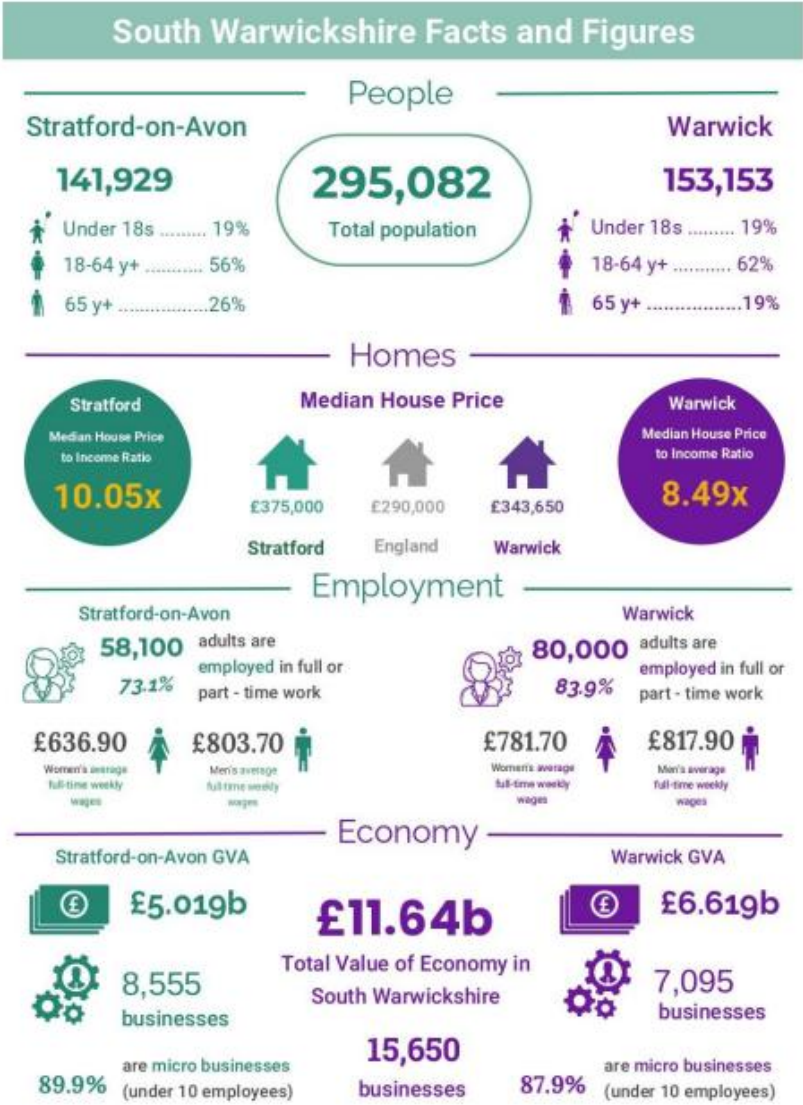 South Warwickshire Facts and Figures
People
Stratford-on-Avon
141,929
Under 18s ......... 19%
18-64 y+ ........... 56%
65 y+ .................26%
295,082
Total population
Warwick
153,153
Under 18s ......... 19%
18-64 y+ ........... 62%
65 y+ ..................19%
Homes
Stratford
Median House Price
to Income Ratio
10.05x
Median House Price
£375,000
Stratford
£290,000
England
£343,650
Warwick
Warwick
Median House Price
to Income Ratio
8.49x
Employment
Stratford-on-Avon
58,100
73.1%
adults are
employed in full or
part - time work
£636.90
Women's average
full-time weekly
wages
£803.70
Men's average
full-time weekly
wages
Warwick
80,000
83.9%
adults are
employed in full or
part - time work
£781.70
Women's average
full-time weekly
wages
£817.90
Men's average
full-time weekly
wages
Economy
Stratford-on-Avon GVA
£
£5.019b
8,555
businesses
89.9%
are micro businesses
(under 10 employees)
£11.64b
Total Value of Economy in
South Warwickshire
15,650
businesses
Warwick GVA
£
£6.619b
7,095
businesses
87.9%
are micro businesses
(under 10 employees)